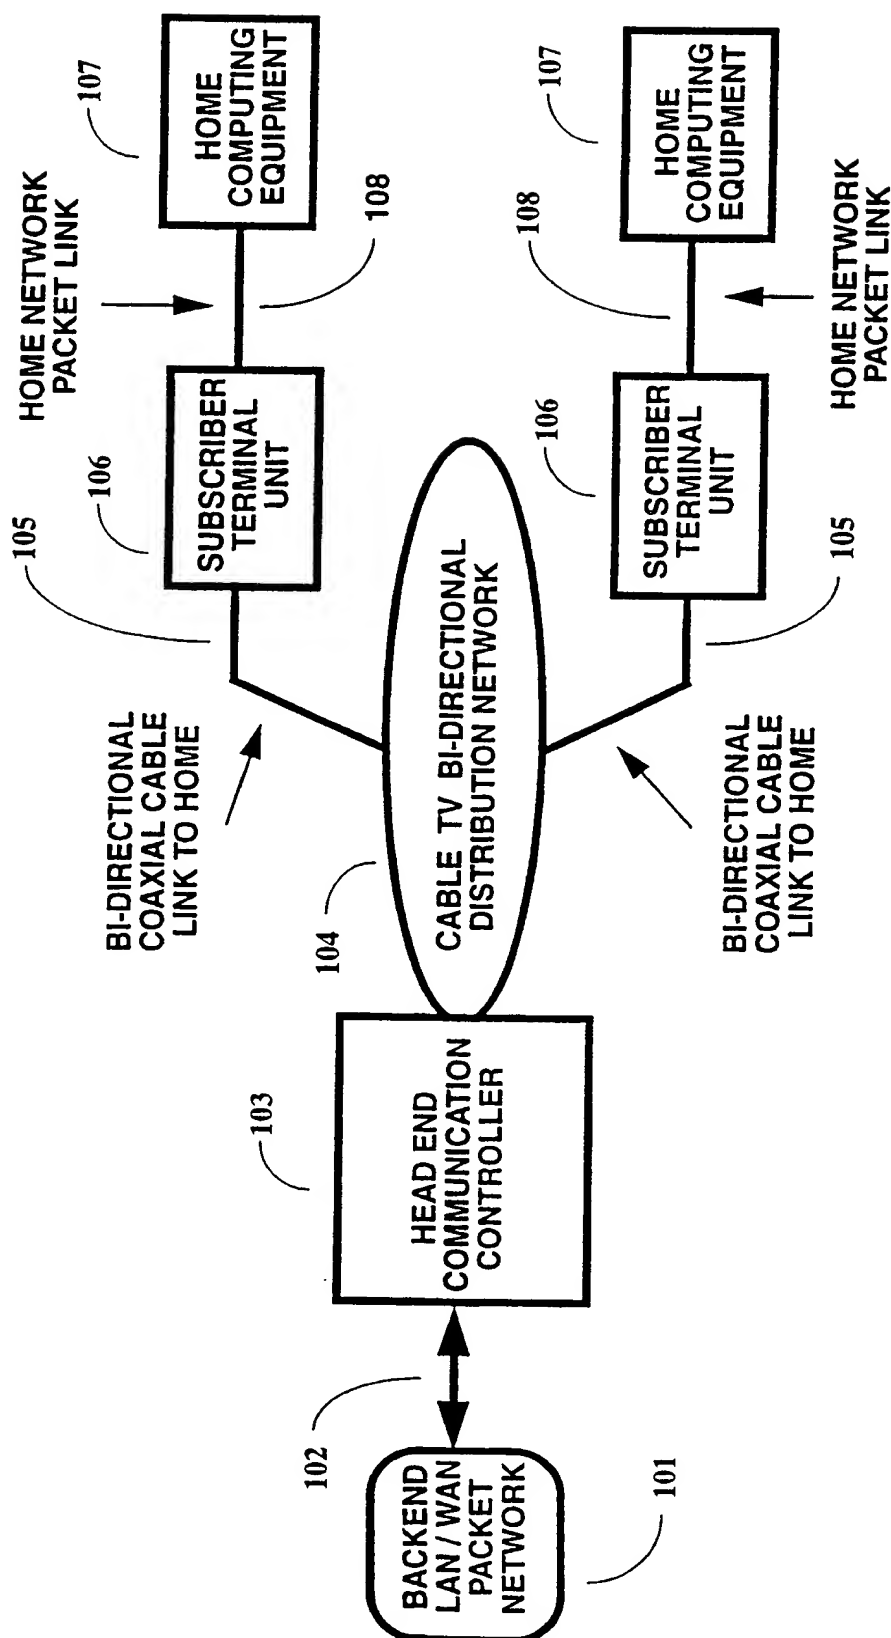 107
HOME
COMPUTING
EQUIPMENT
HOME NETWORK
PACKET LINK
108
106
SUBSCRIBER
TERMINAL
UNIT
105
BI-DIRECTIONAL
COAXIAL CABLE
LINK TO HOME
104
CABLE TV BI-DIRECTIONAL
DISTRIBUTION NETWORK
103
HEAD END
COMMUNICATION
CONTROLLER
102
BACKEND
LAN / WAN
PACKET
NETWORK
101
107
HOME
COMPUTING
EQUIPMENT
108
HOME NETWORK
PACKET LINK
106
SUBSCRIBER
TERMINAL
UNIT
105
BI-DIRECTIONAL
COAXIAL CABLE
LINK TO HOME